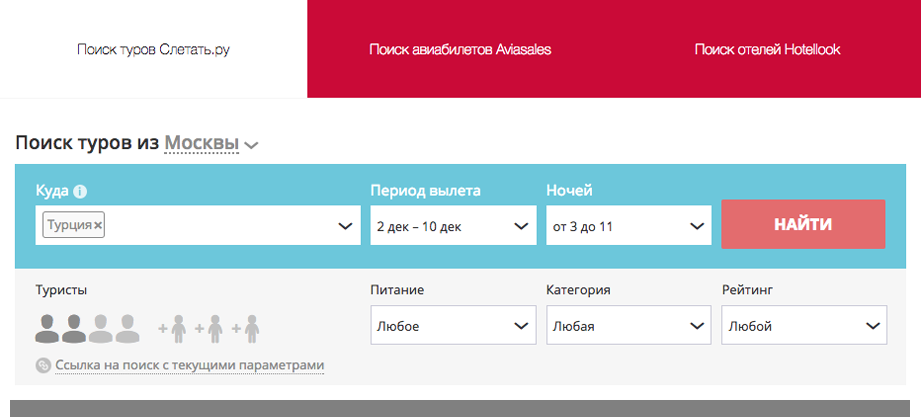 Поиск туров Слетать.ру
Поиск авиабилетов Aviasales
Поиск отелей Hotellook
Поиск туров из Москвы
Куда
Период вылета
Ночей
Турция
2 дек – 10 дек
от 3 до 11
НАЙТИ
Туристы
Питание
Категория
Рейтинг
Любое
Любая
Любой
Ссылка на поиск с текущими параметрами